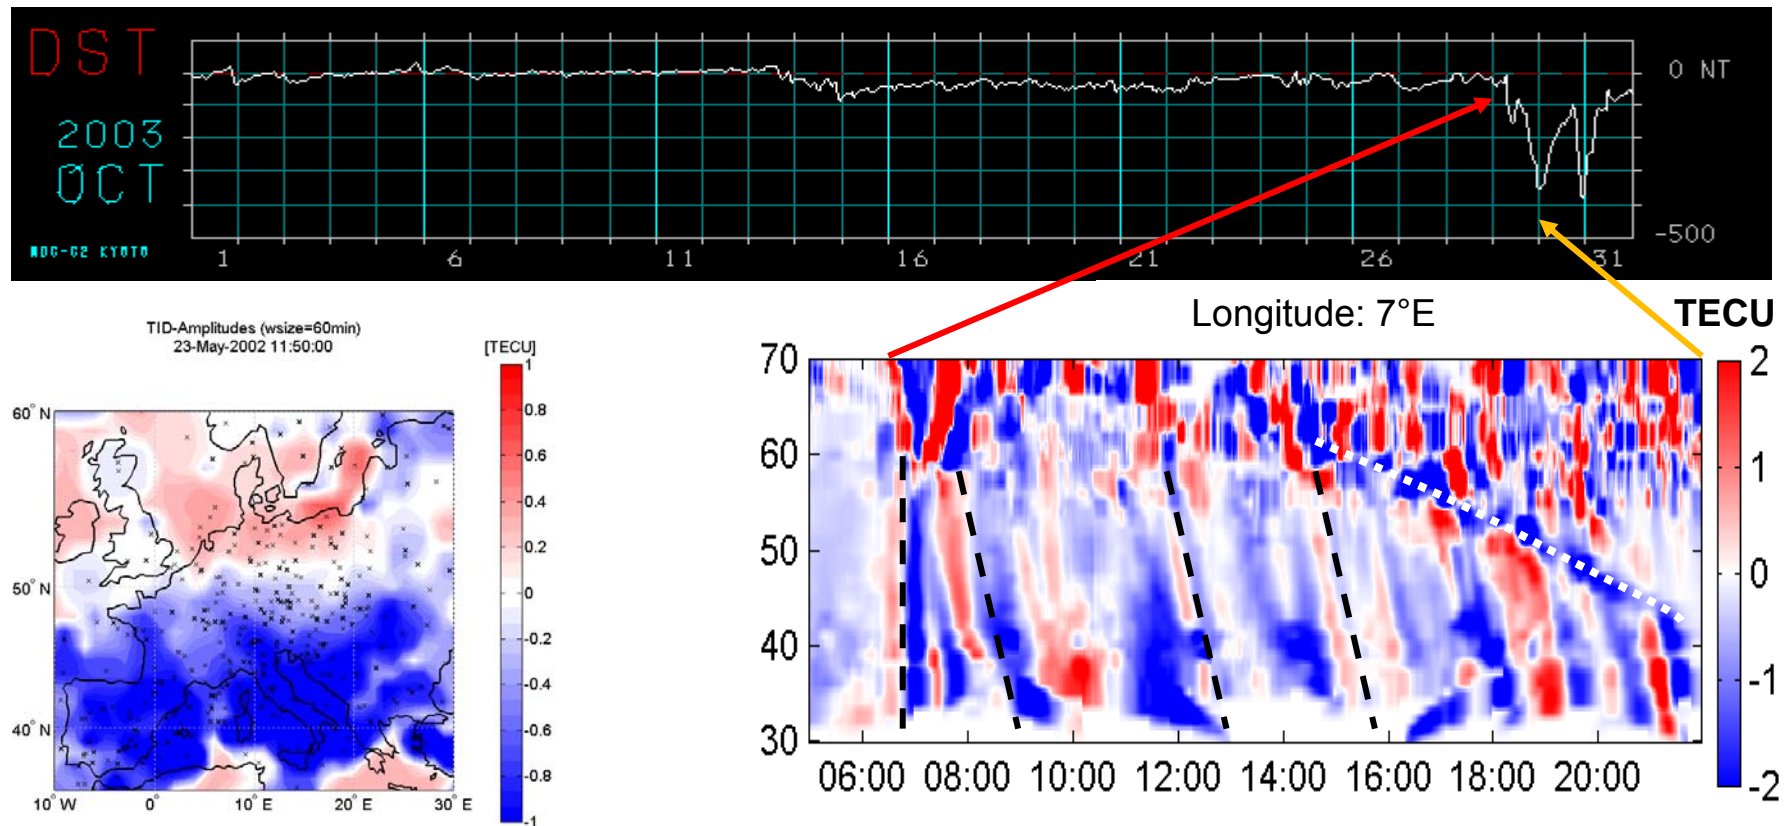 DST
0 NT
2003
OCT
-500
WDC-C2 KYOTO
1 6 11 16 21 26 31
Longitude: 7°E
TECU
TID-Amplitudes (wsize=60min)
23-May-2002 11:50:00
[TECU]
1
0.8
0.6
0.4
0.2
0
-0.2
-0.4
-0.6
-0.8
-1
60° N
50° N
40° N
10° W 0° 10° E 20° E 30° E
70
60
50
40
30
06:00 08:00 10:00 12:00 14:00 16:00 18:00 20:00
2
1
0
-1
-2